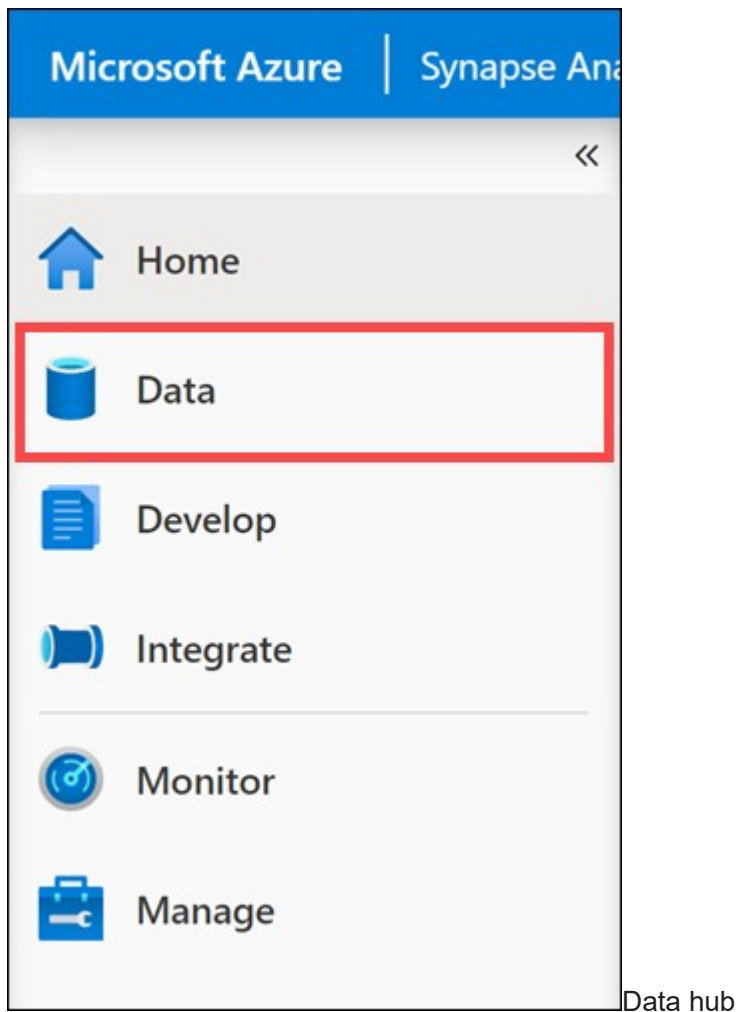 Microsoft Azure | Synapse Ana
«
Home
Data
Develop
Integrate
Monitor
Manage
Data hub